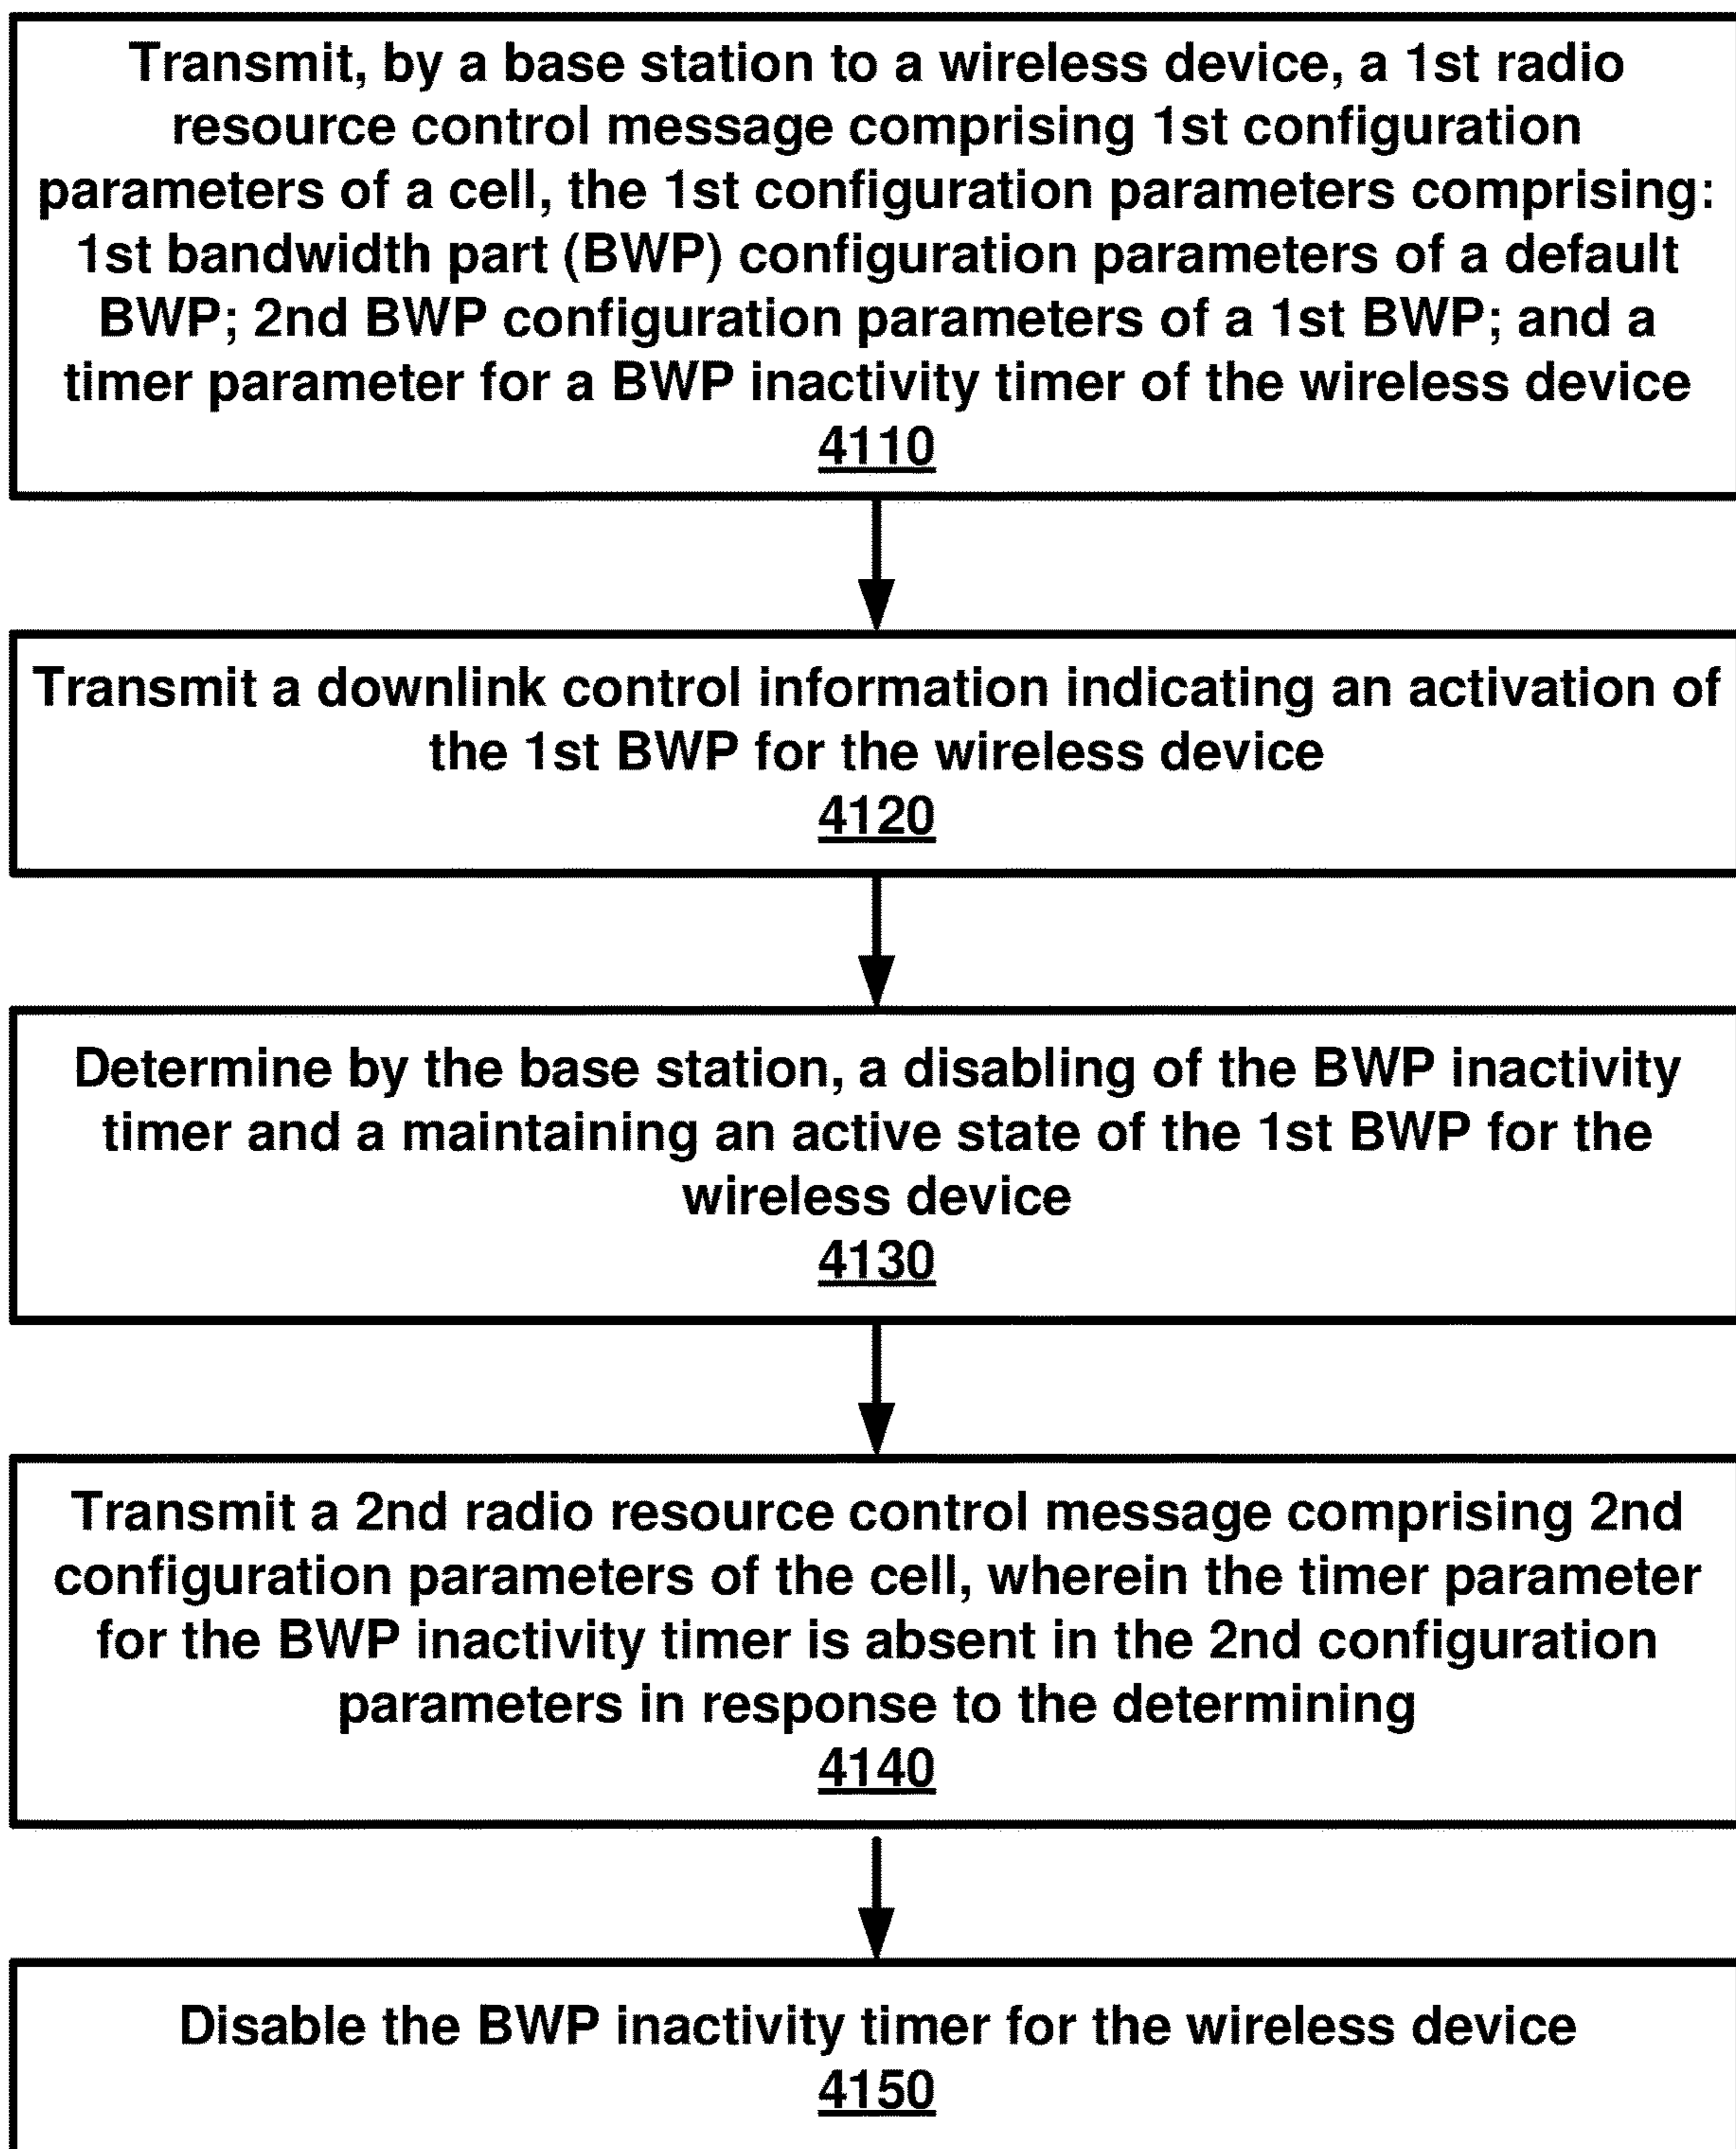 Transmit, by a base station to a wireless device, a 1st radio
resource control message comprising 1st configuration
parameters of a cell, the 1st configuration parameters comprising:
1st bandwidth part (BWP) configuration parameters of a default
BWP; 2nd BWP configuration parameters of a 1st BWP; and a
timer parameter for a BWP inactivity timer of the wireless device
4110
Transmit a downlink control information indicating an activation of
the 1st BWP for the wireless device
4120
Determine by the base station, a disabling of the BWP inactivity
timer and a maintaining an active state of the 1st BWP for the
wireless device
4130
Transmit a 2nd radio resource control message comprising 2nd
configuration parameters of the cell, wherein the timer parameter
for the BWP inactivity timer is absent in the 2nd configuration
parameters in response to the determining
4140
Disable the BWP inactivity timer for the wireless device
4150